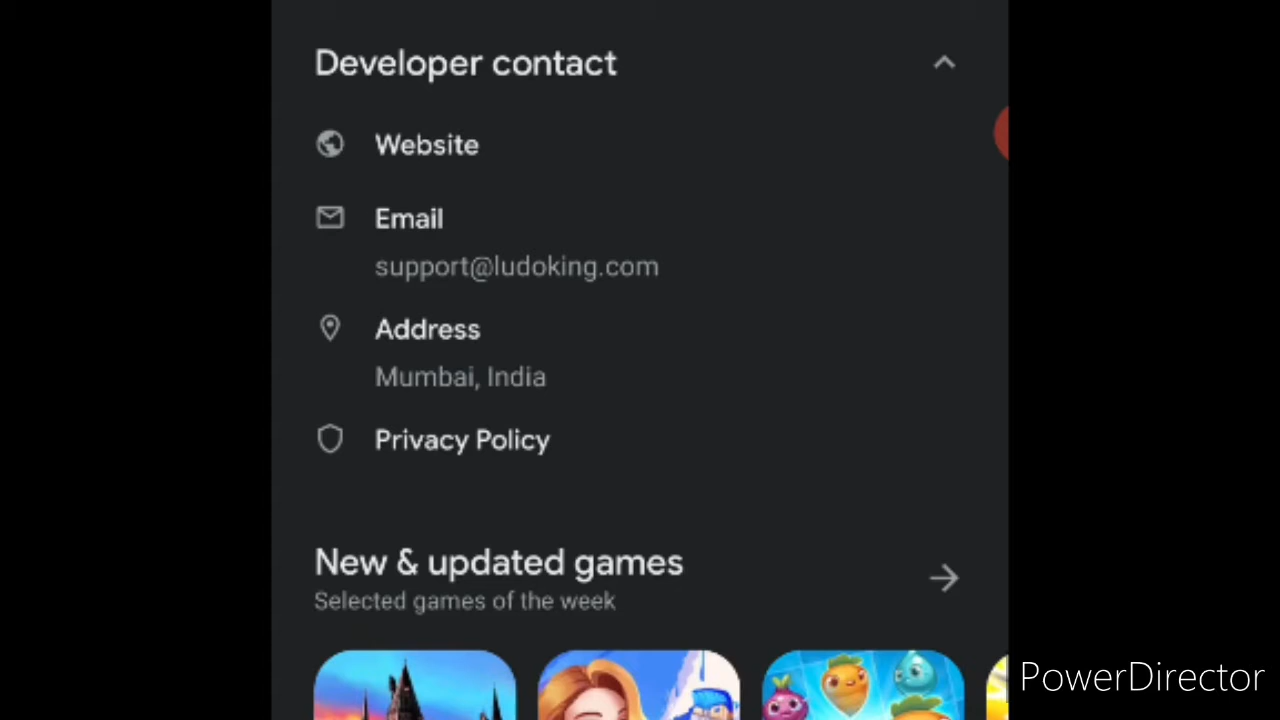 Developer contact
Website
Email
support@ludoking.com
Address
Mumbai, India
Privacy Policy
New & updated games
Selected games of the week
PowerDirector